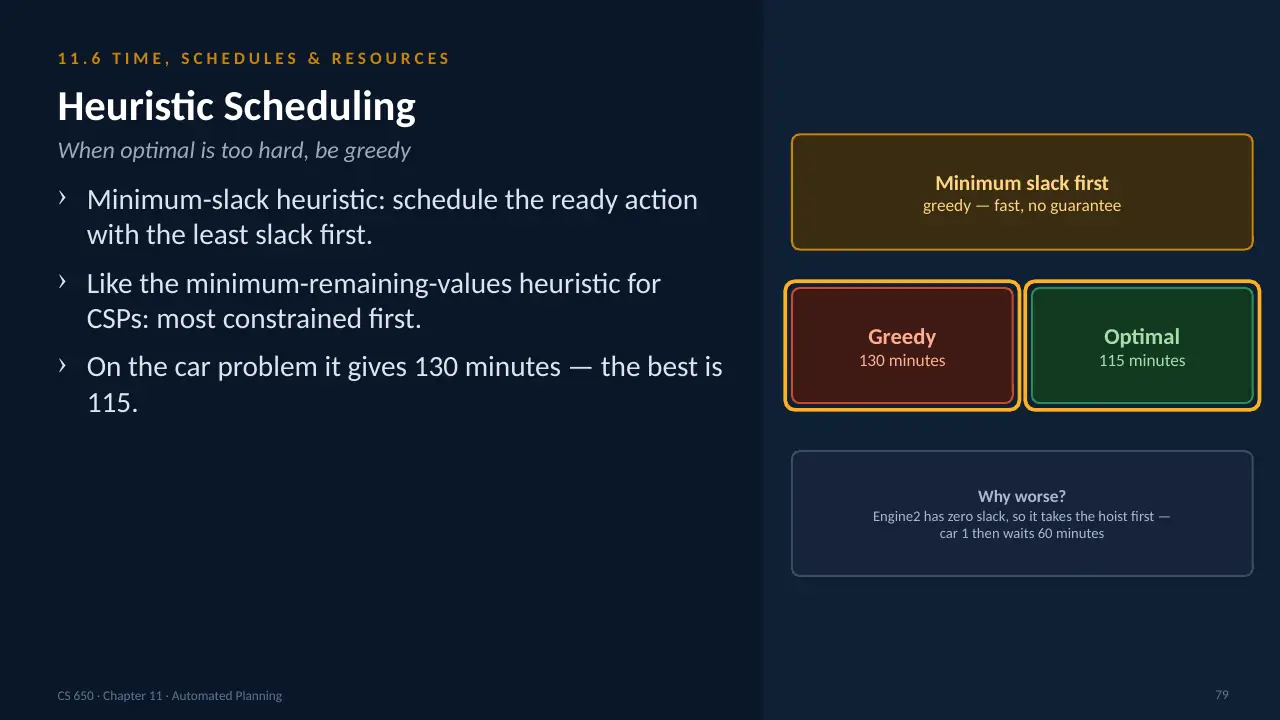 11.6 TIME, SCHEDULES & RESOURCES
Heuristic Scheduling
When optimal is too hard, be greedy
› Minimum-slack heuristic: schedule the ready action
with the least slack first.
› Like the minimum-remaining-values heuristic for
CSPs: most constrained first.
› On the car problem it gives 130 minutes — the best is
115.
Minimum slack first
greedy — fast, no guarantee
Greedy
130 minutes
Optimal
115 minutes
Why worse?
Engine2 has zero slack, so it takes the hoist first —
car 1 then waits 60 minutes
CS 650 · Chapter 11 · Automated Planning
79